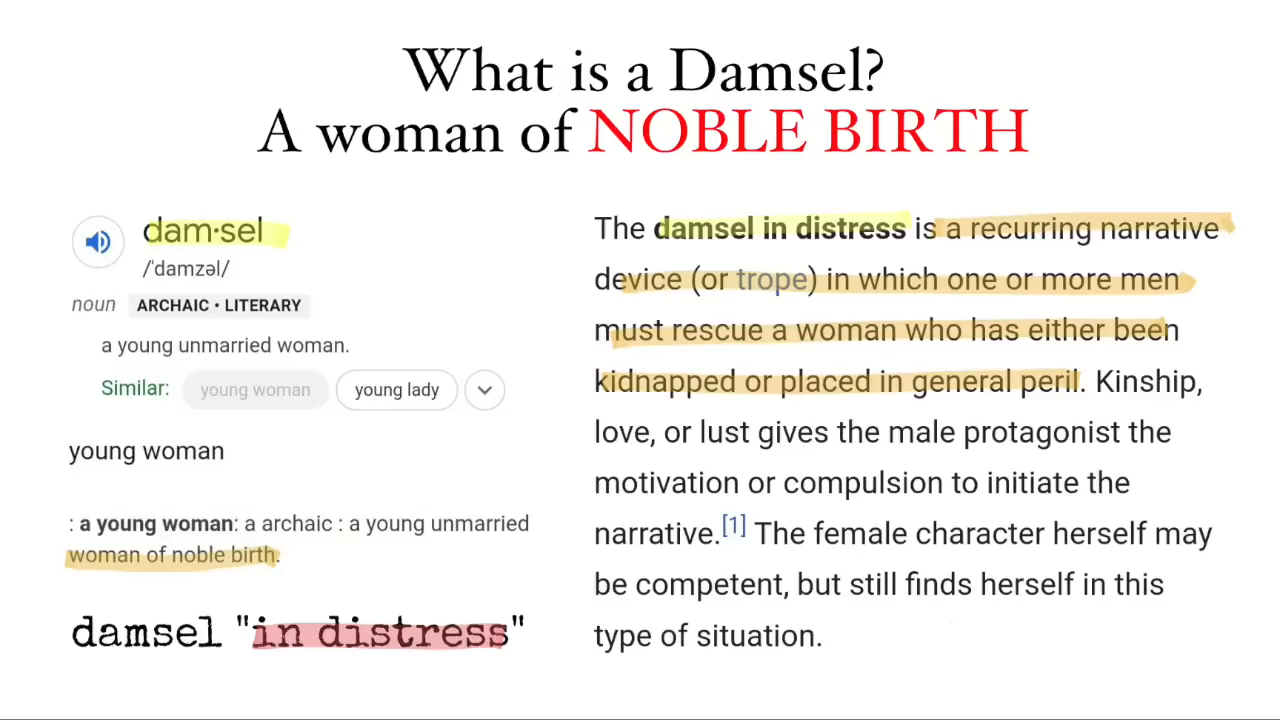 What is a Damsel?
A woman of NOBLE BIRTH
dam·sel
/ˈdamzəl/
noun ARCHAIC • LITERARY
a young unmarried woman.
Similar: young woman young lady
young woman
: a young woman: a archaic : a young unmarried
woman of noble birth.
damsel "in distress"
The damsel in distress is a recurring narrative
device (or trope) in which one or more men
must rescue a woman who has either been
kidnapped or placed in general peril. Kinship,
love, or lust gives the male protagonist the
motivation or compulsion to initiate the
narrative.[1] The female character herself may
be competent, but still finds herself in this
type of situation.